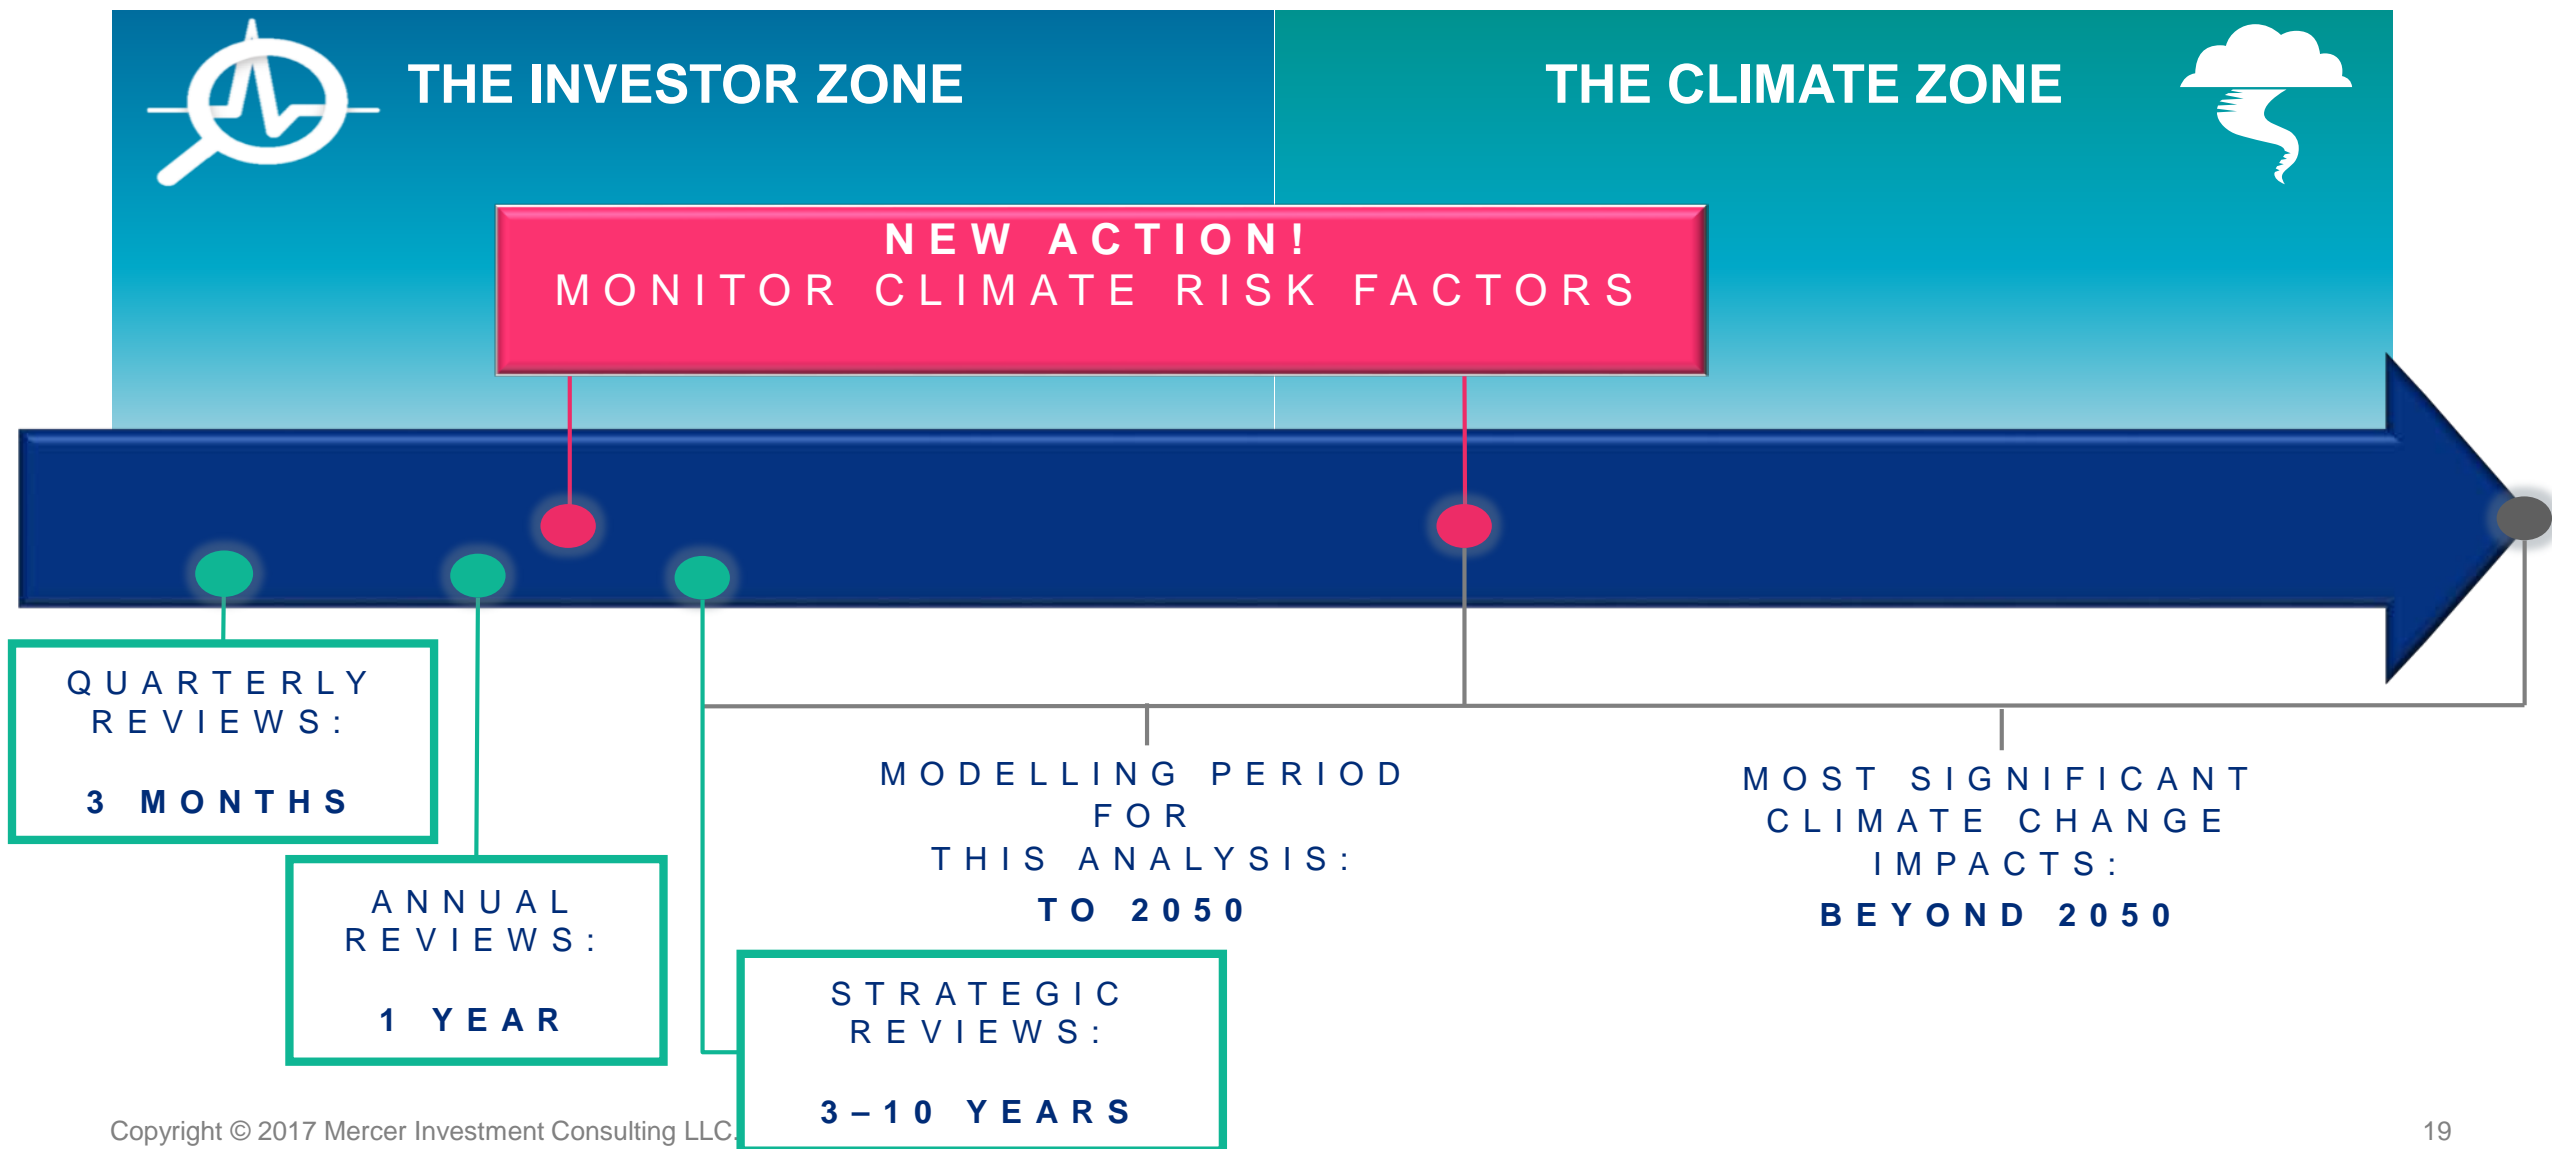 THE INVESTOR ZONE
THE CLIMATE ZONE
NEW ACTION!
MONITOR CLIMATE RISK FACTORS
QUARTERLY
REVIEWS:
3 MONTHS
ANNUAL
REVIEWS:
1 YEAR
STRATEGIC
REVIEWS:
3–10 YEARS
MODELLING PERIOD
FOR
THIS ANALYSIS:
TO 2050
MOST SIGNIFICANT
CLIMATE CHANGE
IMPACTS:
BEYOND 2050
Copyright © 2017 Mercer Investment Consulting LLC.
19